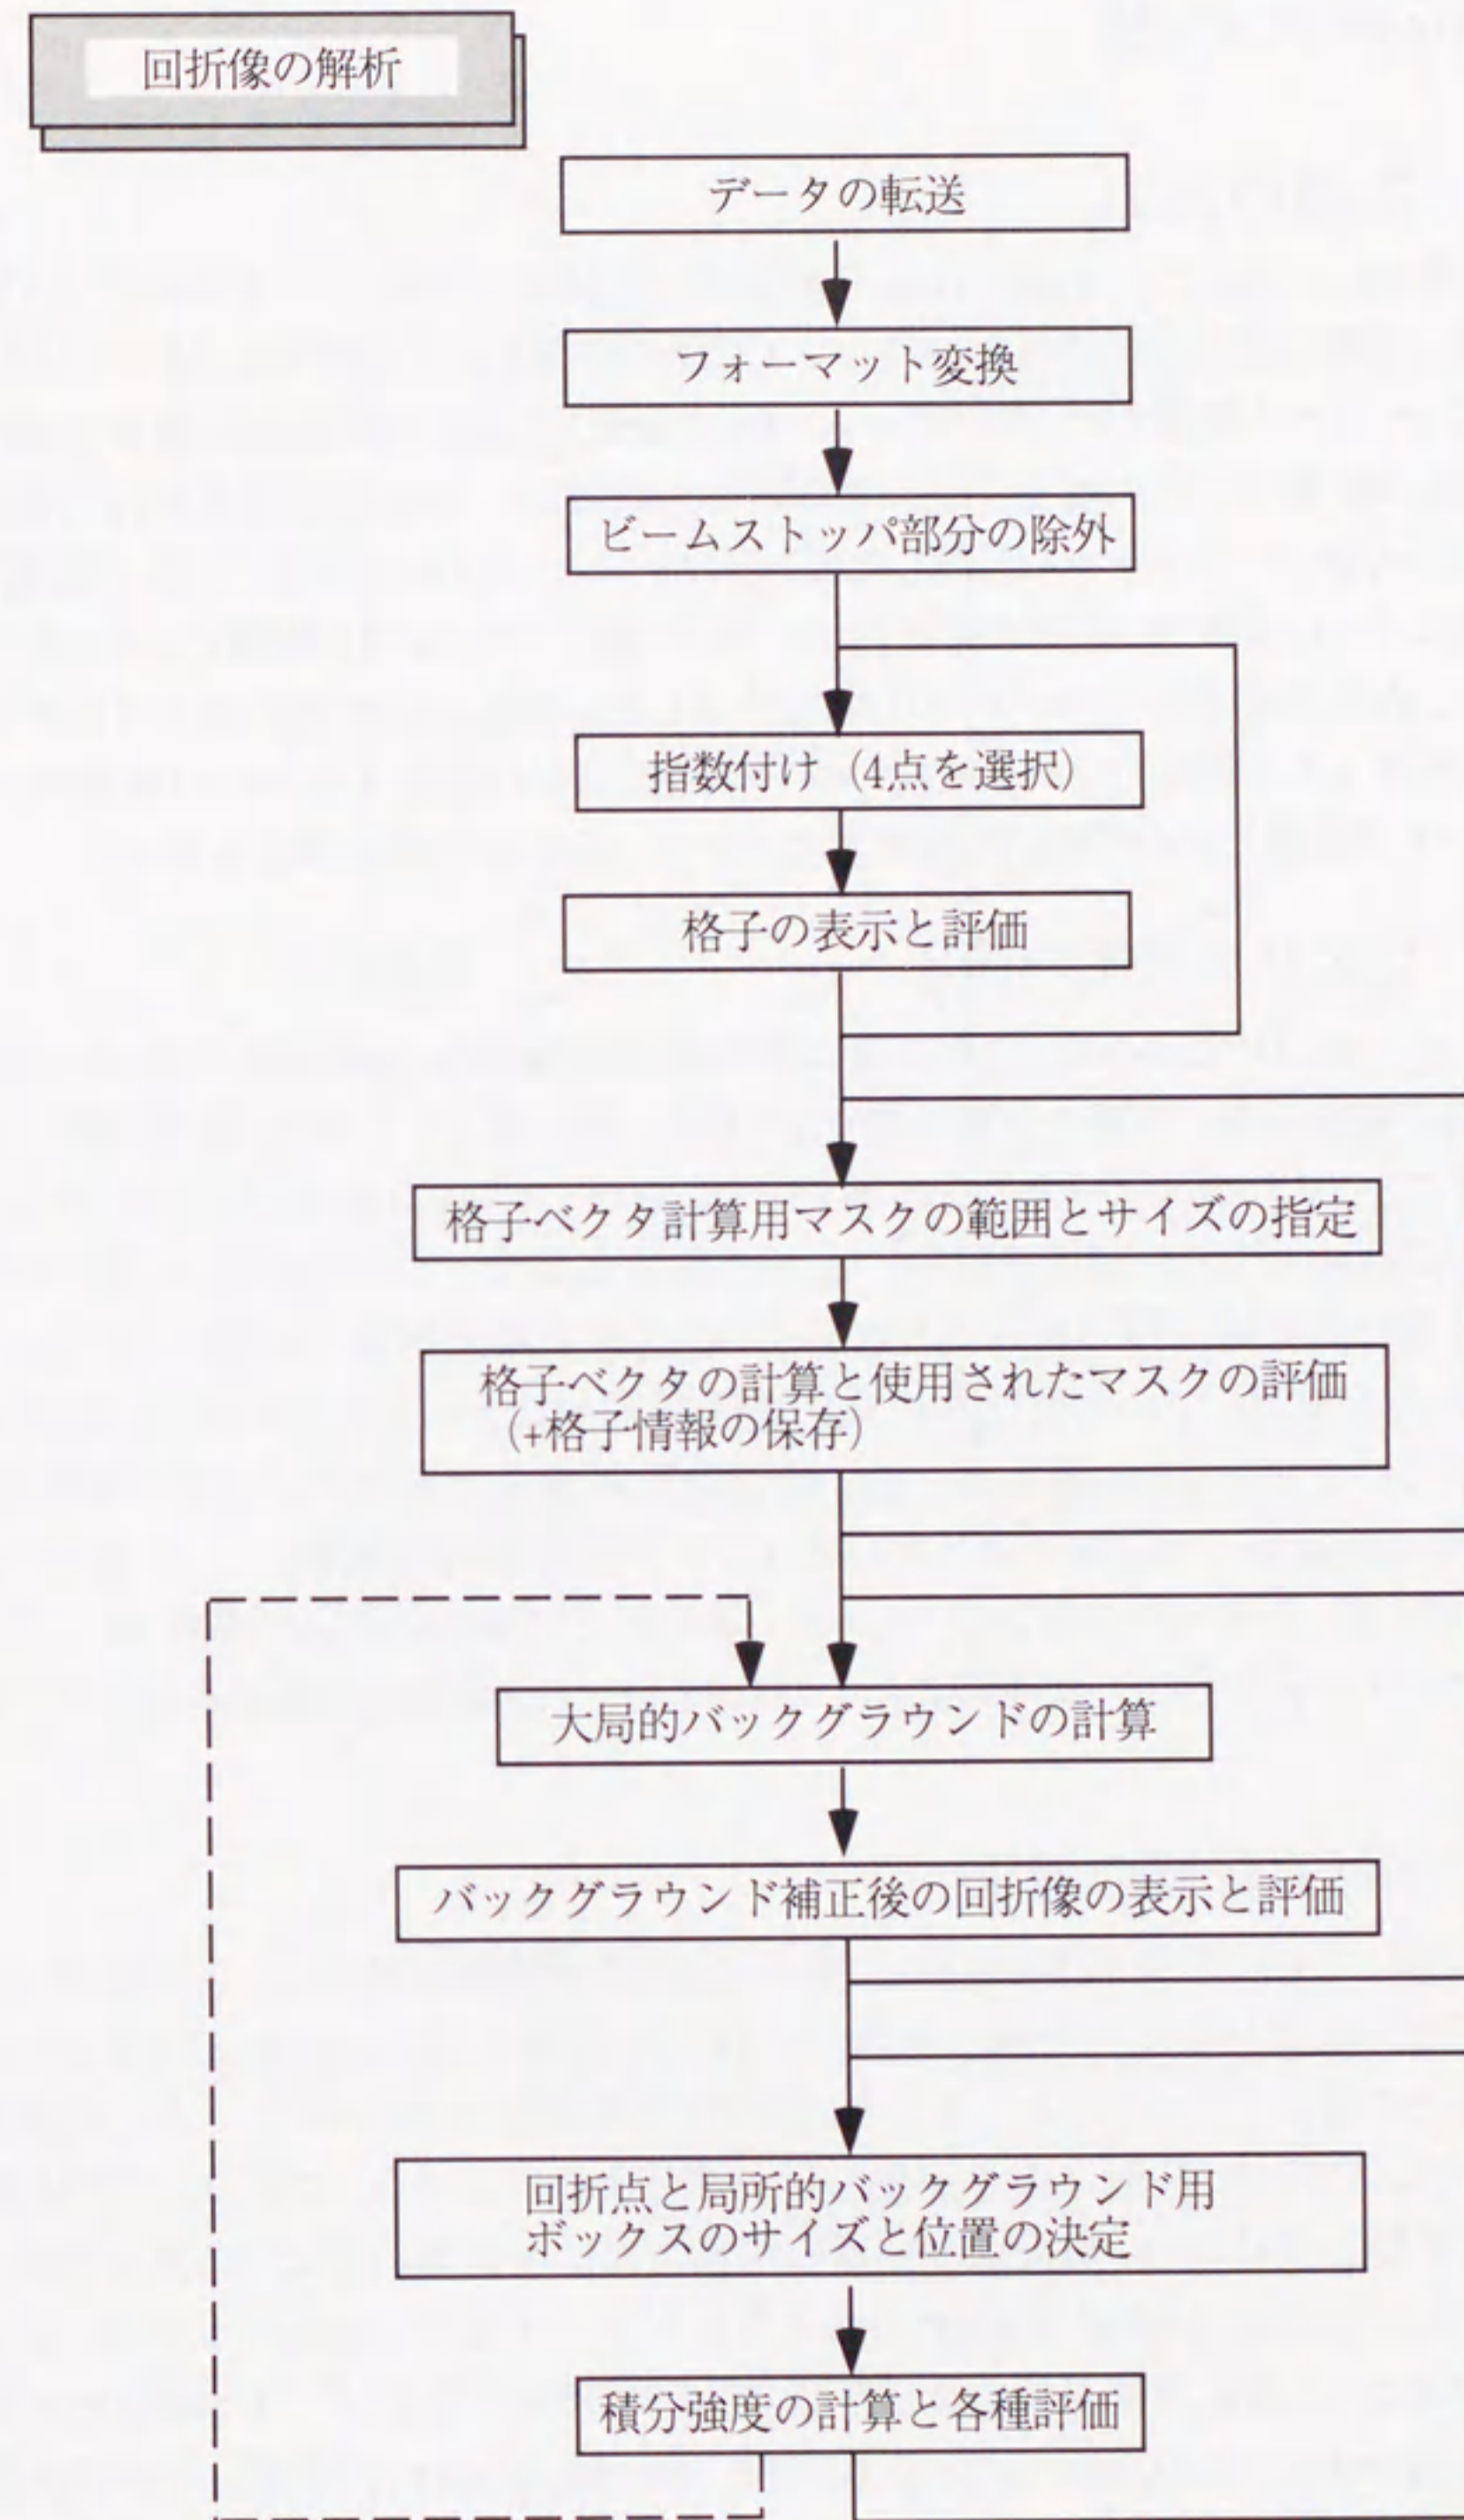 回折像の解析
データの転送
フォーマット変換
ビームストッパ部分の除外
指数付け（4点を選択）
格子の表示と評価
格子ベクタ計算用マスクの範囲とサイズの指定
格子ベクタの計算と使用されたマスクの評価
（+格子情報の保存）
大局的バックグラウンドの計算
バックグラウンド補正後の回折像の表示と評価
回折点と局所的バックグラウンド用
ボックスのサイズと位置の決定
積分強度の計算と各種評価